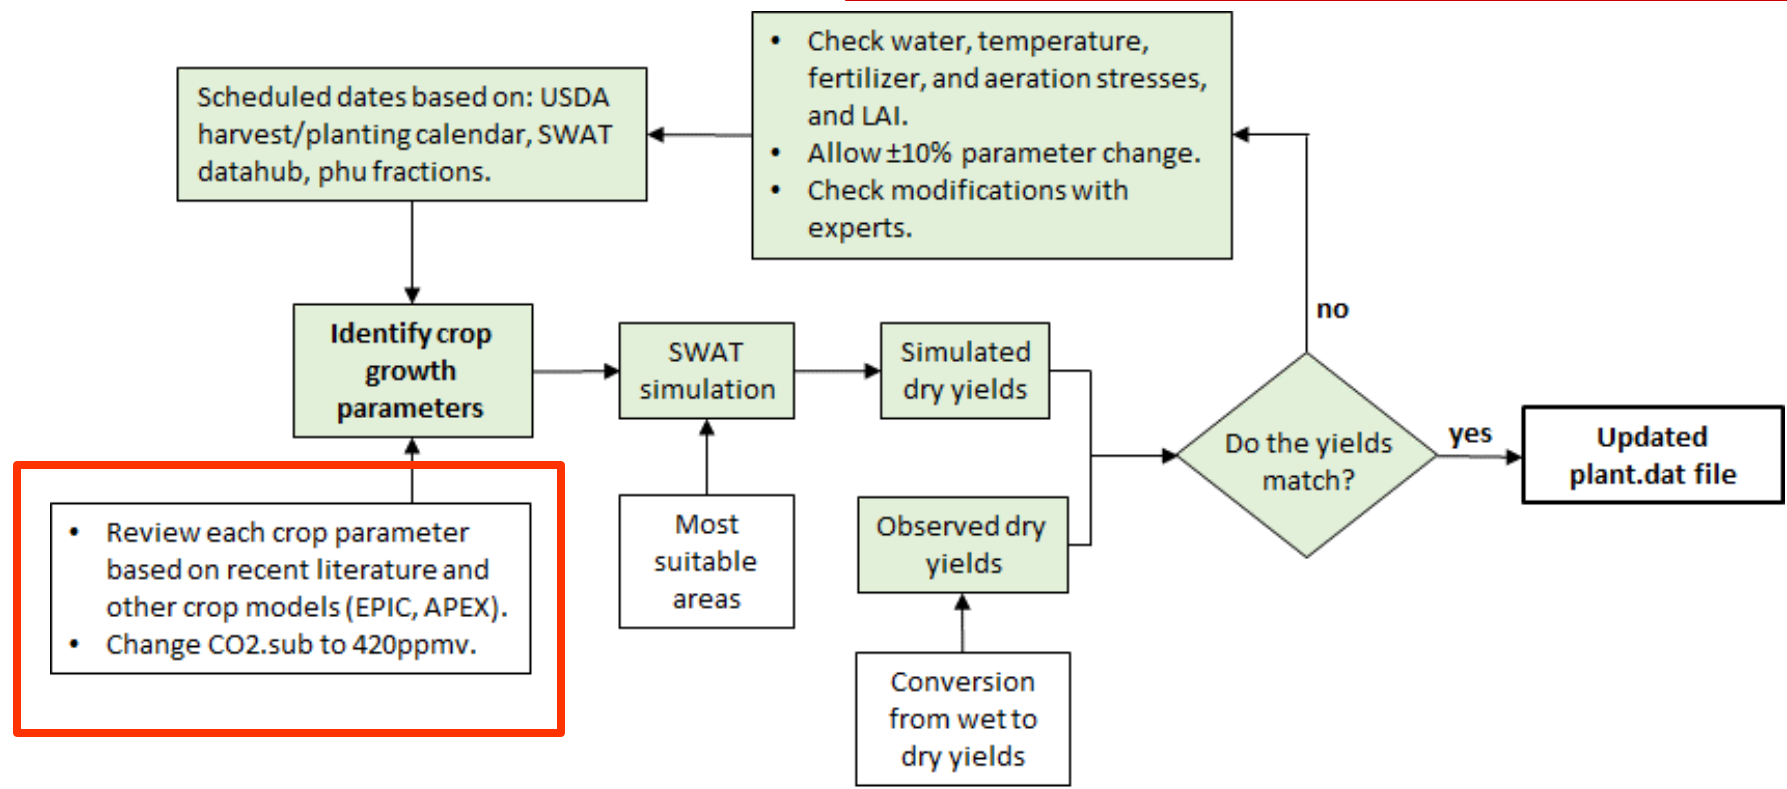 • Check water, temperature,
fertilizer, and aeration stresses,
and LAI.
• Allow ±10% parameter change.
• Check modifications with
experts.
Scheduled dates based on: USDA
harvest/planting calendar, SWAT
datahub, phu fractions.
no
Identify crop
growth
parameters
SWAT
simulation
Simulated
dry yields
Do the yields
match?
yes
Updated
plant.dat file
• Review each crop parameter
based on recent literature and
other crop models (EPIC, APEX).
• Change CO2.sub to 420ppmv.
Most
suitable
areas
Observed dry
yields
Conversion
from wet to
dry yields